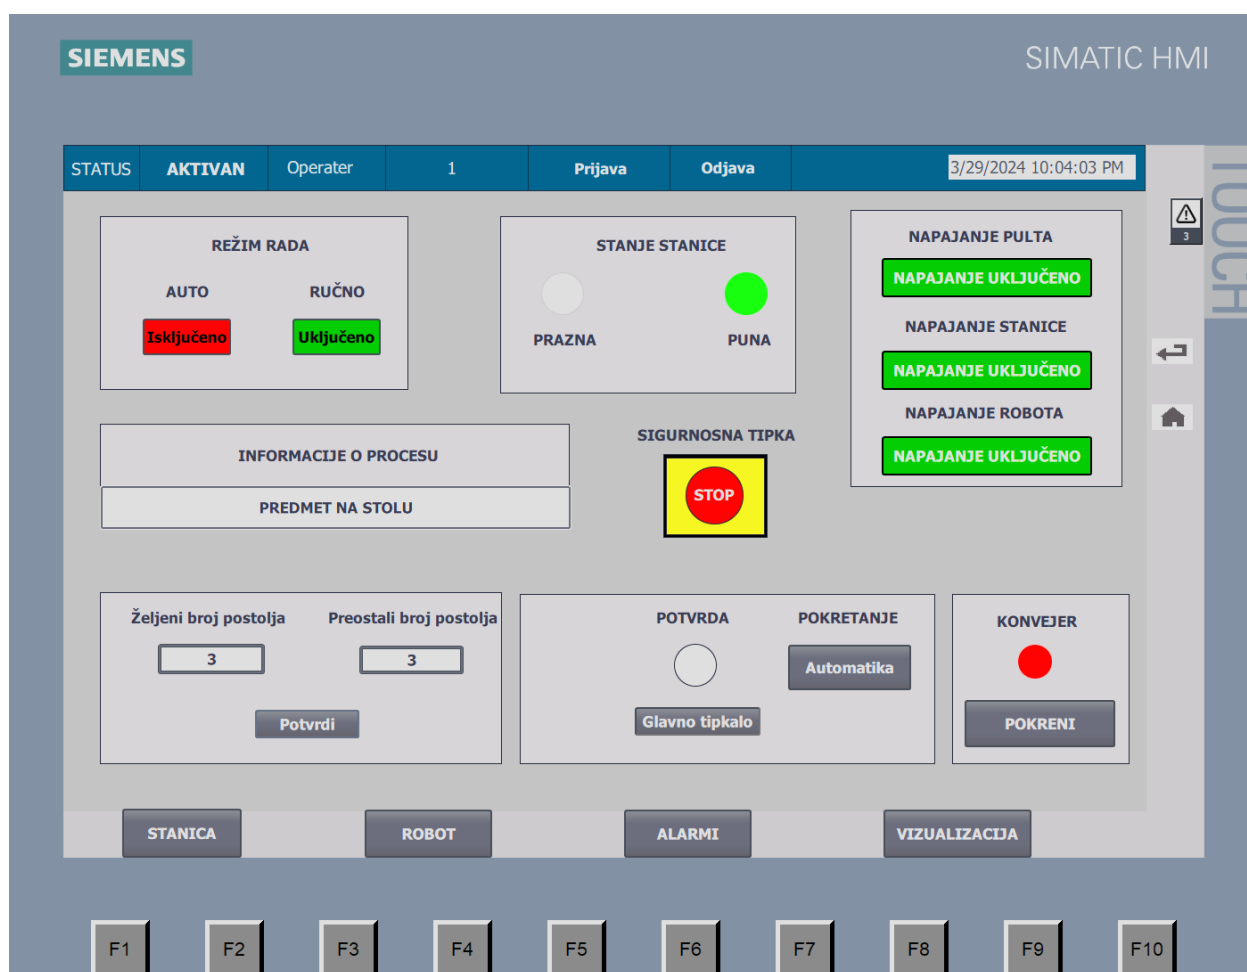 SIEMENS
SIMATIC HMI
TOUCH
STATUS AKTIVAN Operater 1 Prijava Odjava 3/29/2024 10:04:03 PM
3
REŽIM RADA
AUTO RUČNO
Isključeno Uključeno
STANJE STANICE
PRAZNA PUNA
NAPAJANJE PULTA
NAPAJANJE UKLJUČENO
NAPAJANJE STANICE
NAPAJANJE UKLJUČENO
NAPAJANJE ROBOTA
NAPAJANJE UKLJUČENO
INFORMACIJE O PROCESU
PREDMET NA STOLU
SIGURNOSNA TIPKA
STOP
Željeni broj postolja Preostali broj postolja
3 3
Potvrdi
POTVRDA POKRETANJE
Automatika
Glavno tipkalo
KONVEJER
POKRENI
STANICA ROBOT ALARMI VIZUALIZACIJA
F1 F2 F3 F4 F5 F6 F7 F8 F9 F10